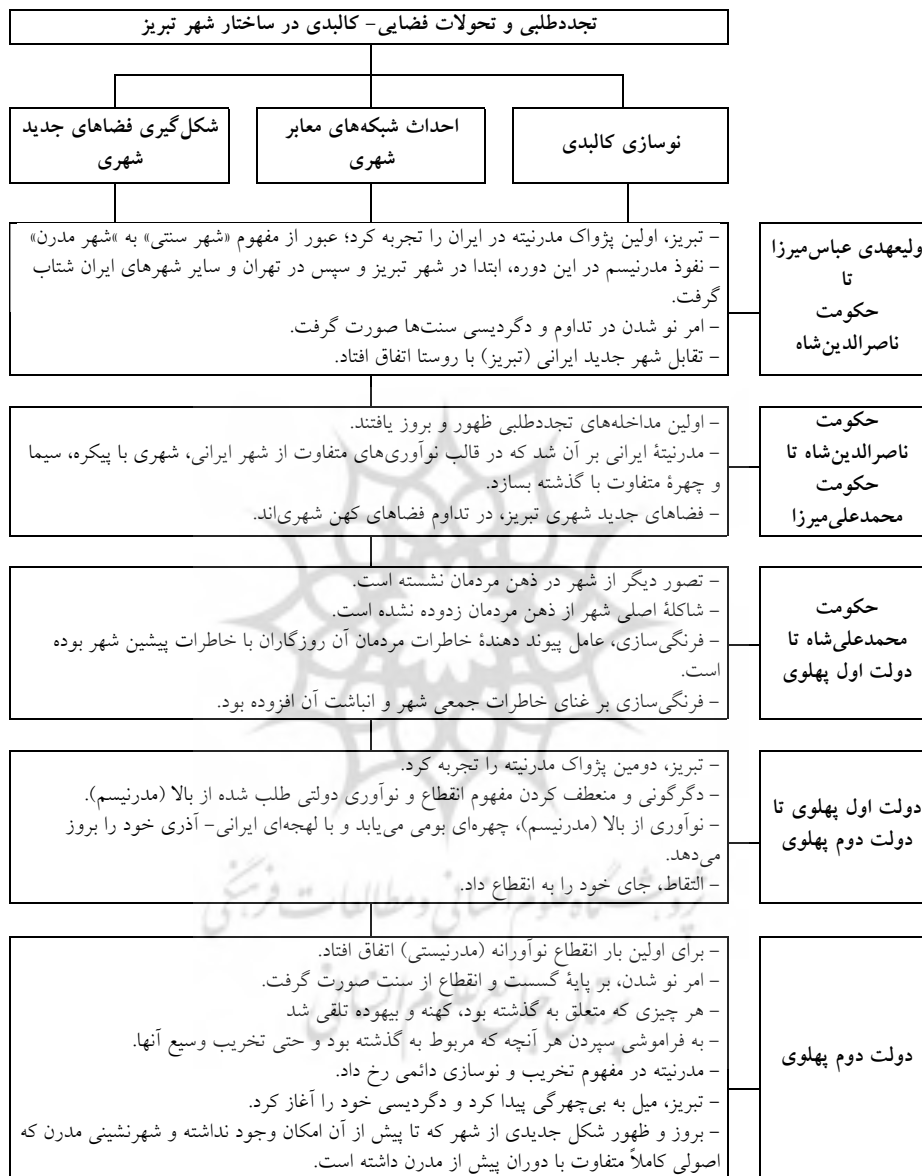 تجددطلبی و تحولات فضایی- کالبدی در ساختار شهر تبریز
نوسازی کالبدی
احداث شبکه‌های معابر
شهری
شکل‌گیری فضاهای جدید
شهری
ولیعهدی عباس‌میرزا
تا
حکومت
ناصرالدین‌شاه
- تبریز، اولین پژواک مدرنیته در ایران را تجربه کرد؛ عبور از مفهوم «شهر سنتی» به «شهر مدرن»
- نفوذ مدرنیسم در این دوره، ابتدا در شهر تبریز و سپس در تهران و سایر شهرهای ایران شتاب
گرفت.
- امر نو شدن در تداوم و دگردیسی سنت‌ها صورت گرفت.
- تقابل شهر جدید ایرانی (تبریز) با روستا اتفاق افتاد.
حکومت
ناصرالدین‌شاه تا
حکومت
محمدعلی‌میرزا
- اولین مداخله‌های تجددطلبی ظهور و بروز یافتند.
- مدرنیتۀ ایرانی بر آن شد که در قالب نوآوری‌های متفاوت از شهر ایرانی، شهری با پیکره، سیما
و چهرۀ متفاوت با گذشته بسازد.
- فضاهای جدید شهری تبریز، در تداوم فضاهای کهن شهری‌اند.
حکومت
محمدعلی‌شاه تا
دولت اول پهلوی
- تصور دیگر از شهر در ذهن مردمان نشسته است.
- شاکلۀ اصلی شهر از ذهن مردمان زدوده نشده است.
- فرنگی‌سازی، عامل پیوند دهندۀ خاطرات مردمان آن روزگاران با خاطرات پیشین شهر بوده
است.
- فرنگی‌سازی بر غنای خاطرات جمعی شهر و انباشت آن افزوده بود.
دولت اول پهلوی تا
دولت دوم پهلوی
- تبریز، دومین پژواک مدرنیته را تجربه کرد.
- دگرگونی و منعطف کردن مفهوم انقطاع و نوآوری دولتی طلب شده از بالا (مدرنیسم).
- نوآوری از بالا (مدرنیسم)، چهره‌ای بومی می‌یابد و با لهجه‌ای ایرانی- آذری خود را بروز
می‌دهد.
- التقاط، جای خود را به انقطاع داد.
دولت دوم پهلوی
- برای اولین بار انقطاع نوآورانه (مدرنیستی) اتفاق افتاد.
- امر نو شدن، بر پایۀ گسست و انقطاع از سنت صورت گرفت.
- هر چیزی که متعلق به گذشته بود، کهنه و بیهوده تلقی شد
- به فراموشی سپردن هر آنچه که مربوط به گذشته بود و حتی تخریب وسیع آنها.
- مدرنیته در مفهوم تخریب و نوسازی دائمی رخ داد.
- تبریز، میل به بی‌چهرگی پیدا کرد و دگردیسی خود را آغاز کرد.
- بروز و ظهور شکل جدیدی از شهر که تا پیش از آن امکان وجود نداشته و شهرنشینی مدرن که
اصولی کاملاً متفاوت با دوران پیش از مدرن داشته است.
پژوهشگاه علوم انسانی و مطالعات فرهنگی
پرتال جامع علوم انسانی